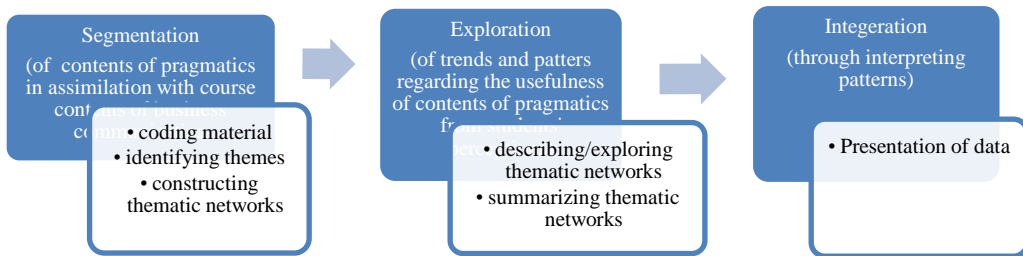 Segmentation
(of contents of pragmatics
in assimilation with course
contents of business
• coding material
• identifying themes
• constructing
thematic networks
Exploration
(of trends and patters
regarding the usefulness
of contents of pragmatics
from students'
• describing/exploring
thematic networks
• summarizing thematic
networks
Integeration
(through interpreting
patterns)
• Presentation of data